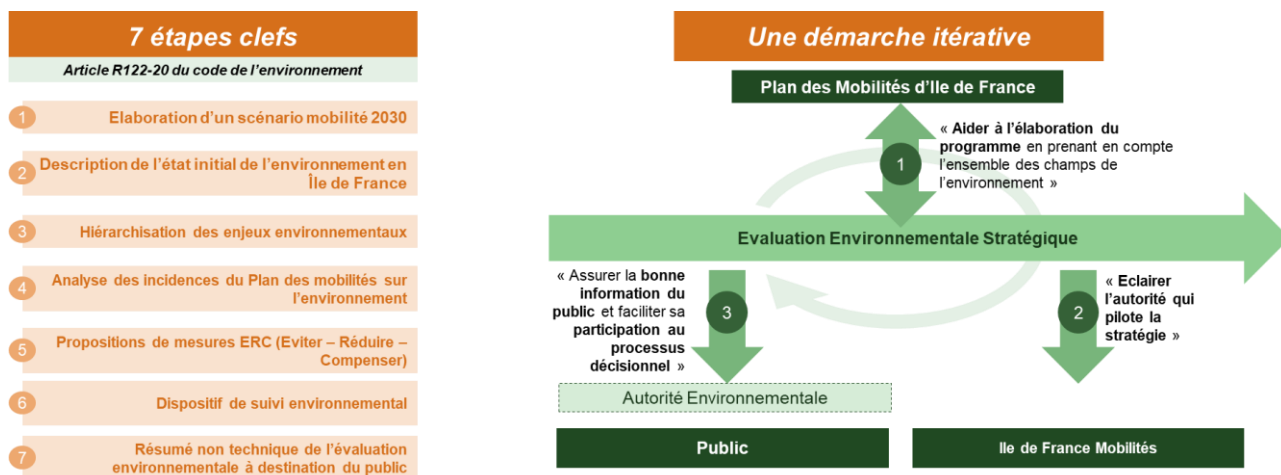 7 étapes clefs
Article R122-20 du code de l'environnement
1
Elaboration d'un scénario mobilité 2030
2
Description de l'état initial de l'environnement en
Île de France
3
Hiérarchisation des enjeux environnementaux
4
Analyse des incidences du Plan des mobilités sur
l'environnement
5
Propositions de mesures ERC (Eviter – Réduire –
Compenser)
6
Dispositif de suivi environnemental
7
Résumé non technique de l'évaluation
environnementale à destination du public
Une démarche itérative
Plan des Mobilités d'Ile de France
1
« Aider à l'élaboration du
programme en prenant en compte
l'ensemble des champs de
l'environnement »
Evaluation Environnementale Stratégique
« Assurer la bonne
information du
public et faciliter sa
participation au
processus
décisionnel »
3
2
« Eclairer
l'autorité qui
pilote la
stratégie »
Autorité Environnementale
Public
Ile de France Mobilités